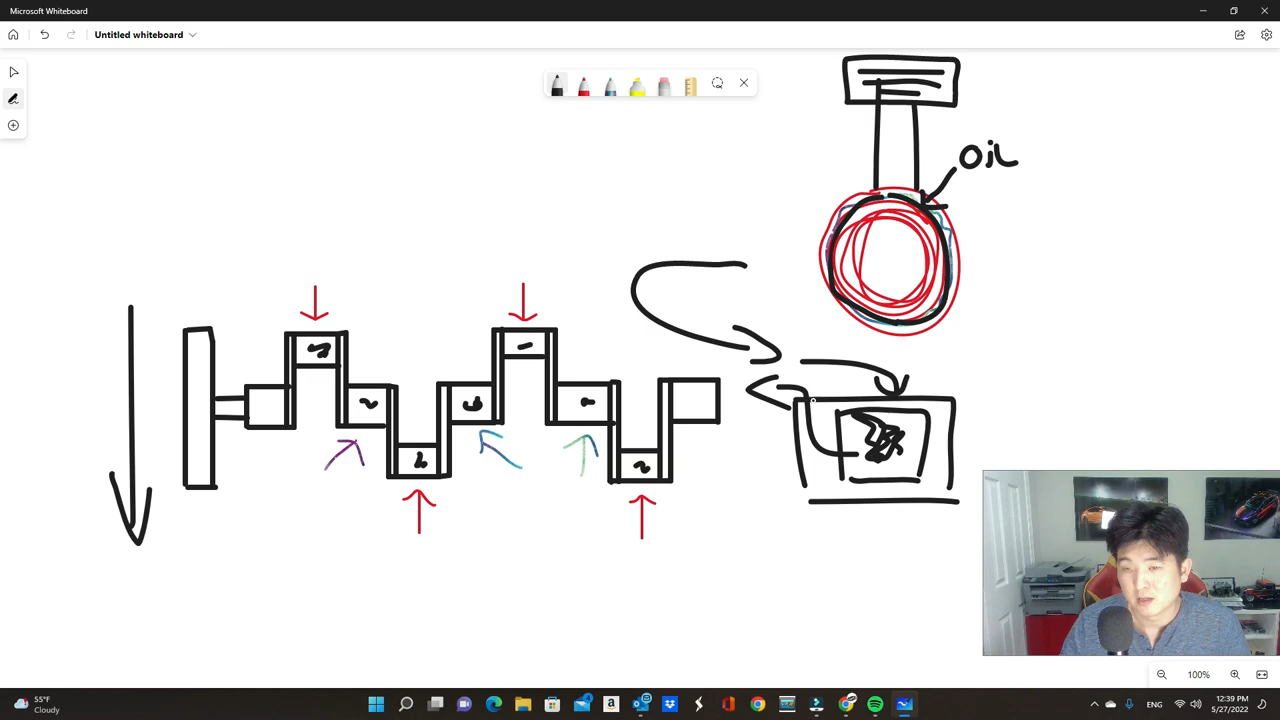 Microsoft Whiteboard
Untitled whiteboard
Oil
100%
55°F
Cloudy
ENG
12:39 PM
5/27/2022